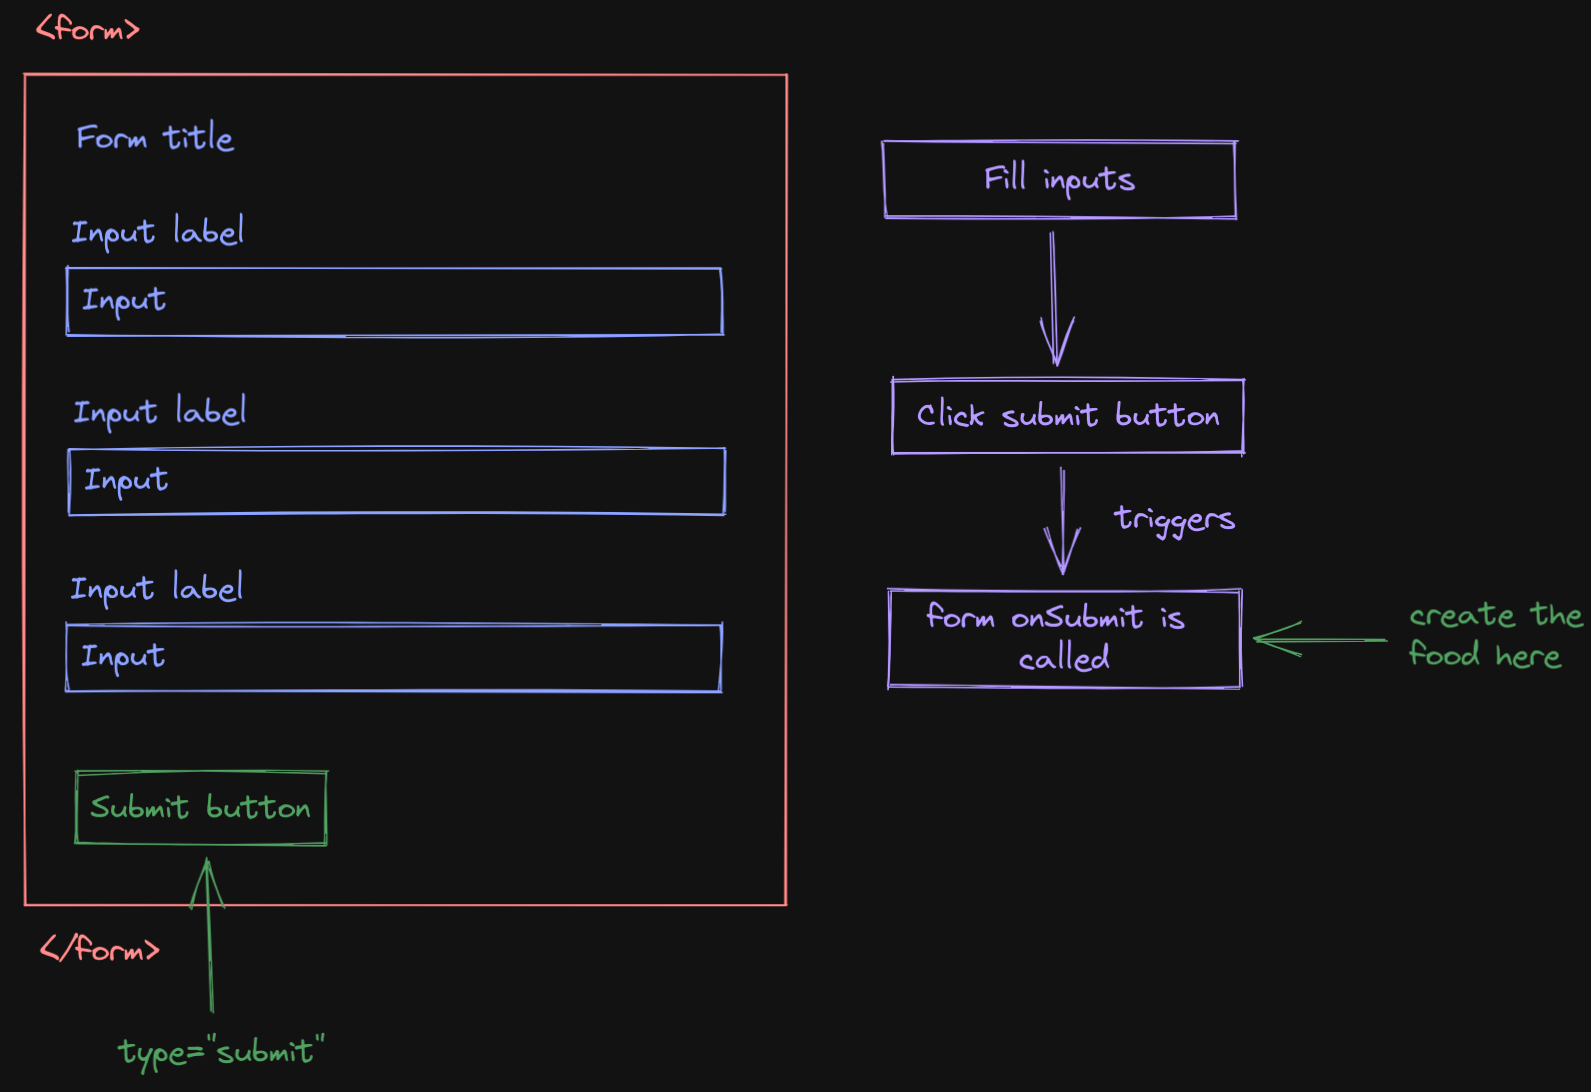 <form>
Form title
Input label
Input
Input label
Input
Input label
Input
Submit button
</form>
type="submit"
Fill inputs
Click submit button
triggers
form onSubmit is
called
create the
food here